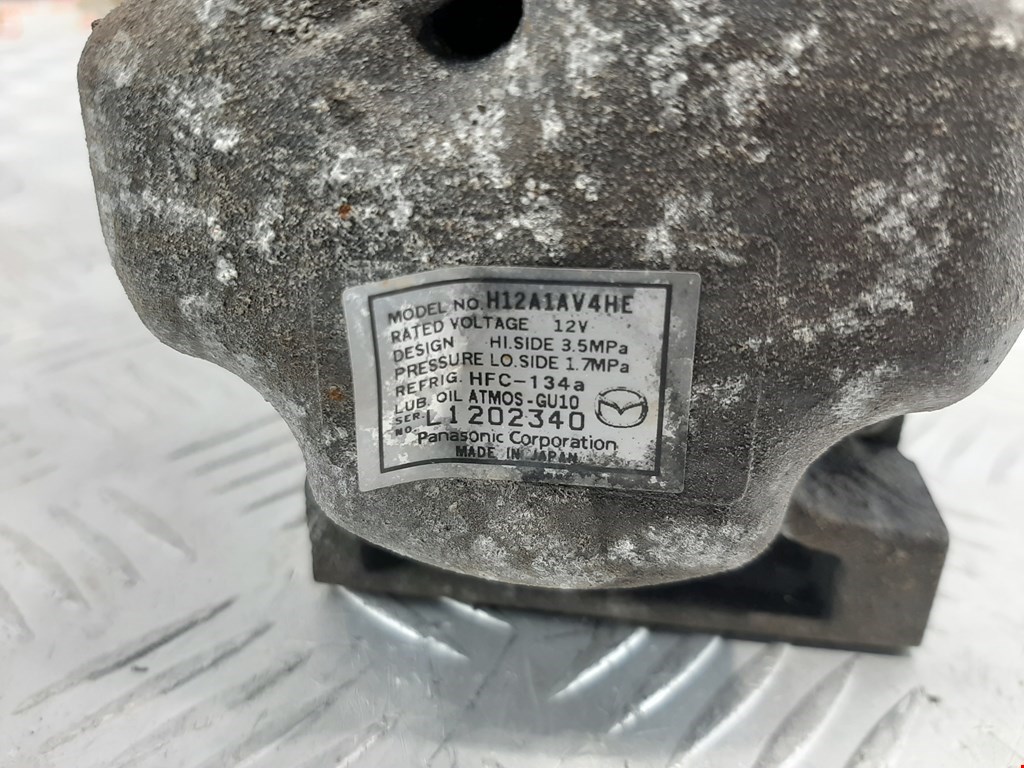 MODEL NO. H12A1AV4HE
RATED VOLTAGE 12V
DESIGN HI.SIDE 3.5MPa
PRESSURE LO.SIDE 1.7MPa
REFRIG. HFC-134a
LUB. OIL ATMOS-GU10
SER. NO. L1202340
Panasonic Corporation
MADE IN JAPAN